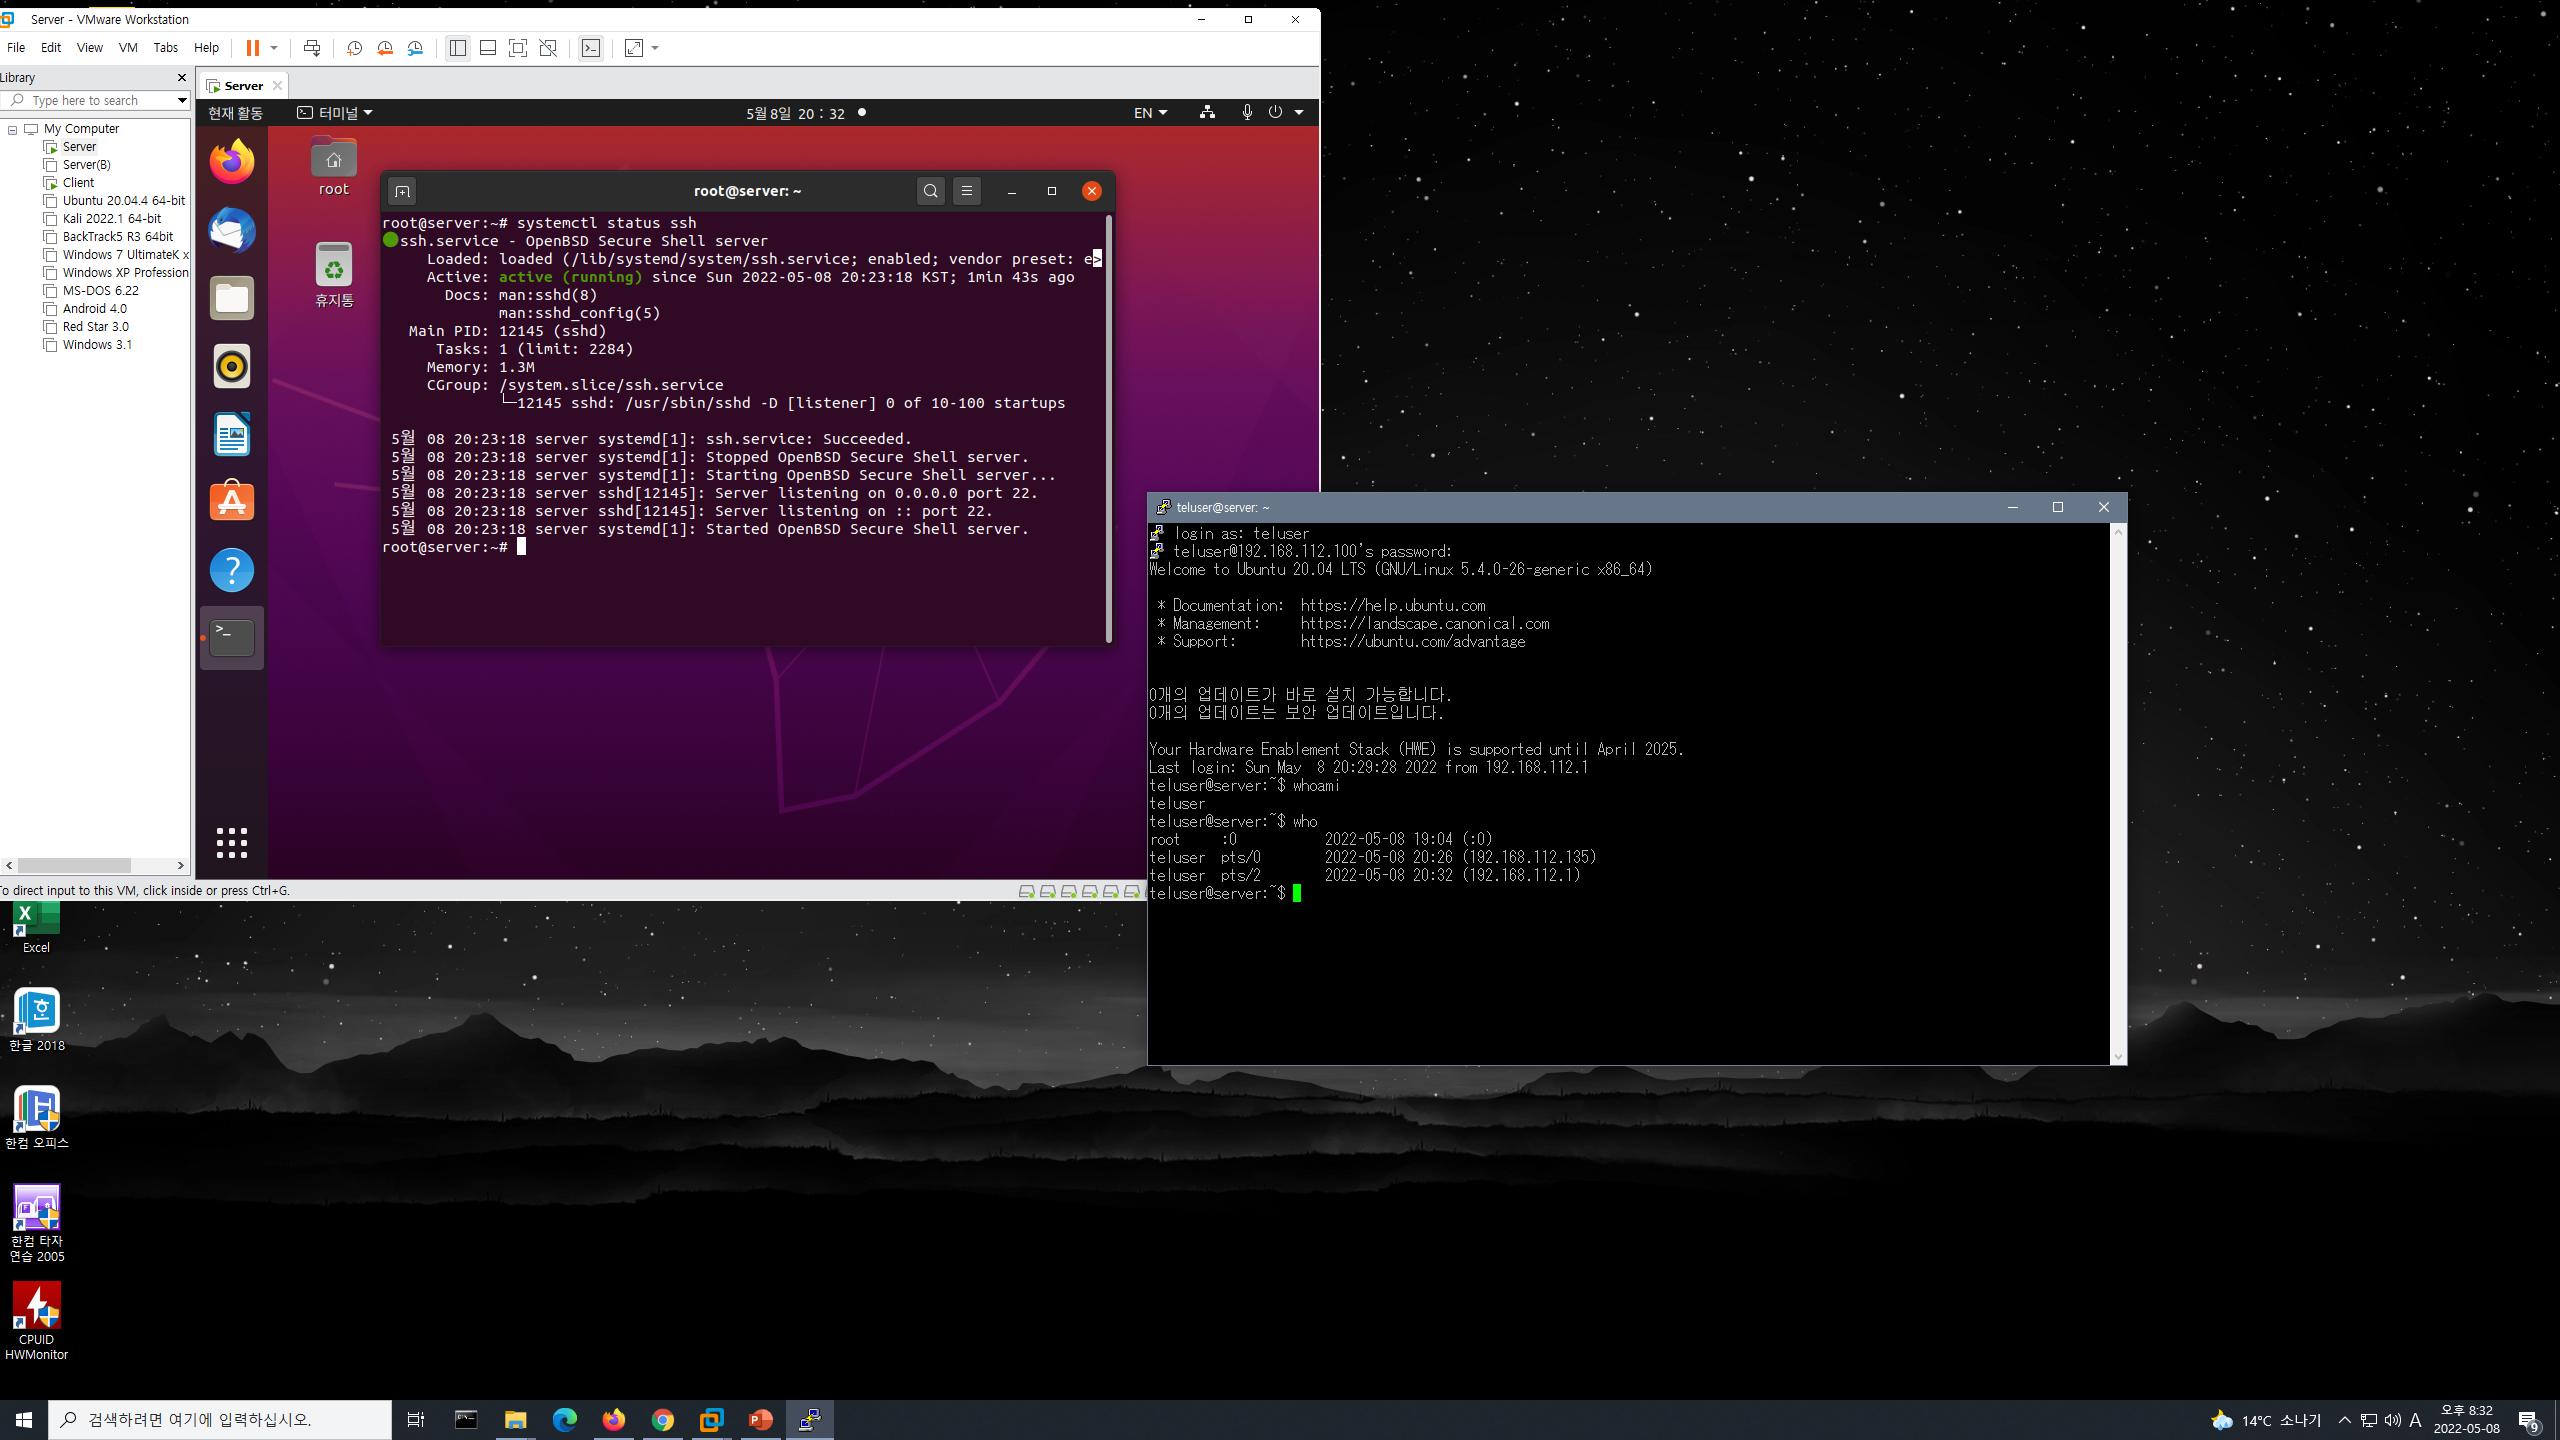 Server - VMware Workstation
File Edit View VM Tabs Help
Library
Type here to search
My Computer
Server
Server(B)
Client
Ubuntu 20.04.4 64-bit
Kali 2022.1 64-bit
BackTrack5 R3 64bit
Windows 7 UltimateK x
Windows XP Profession
MS-DOS 6.22
Android 4.0
Red Star 3.0
Windows 3.1
Server
현재 활동 터미널 5월 8일 20 : 32 EN
root
휴지통
root@server: ~
root@server:~# systemctl status ssh
ssh.service - OpenBSD Secure Shell server
Loaded: loaded (/lib/systemd/system/ssh.service; enabled; vendor preset: e>
Active: active (running) since Sun 2022-05-08 20:23:18 KST; 1min 43s ago
Docs: man:sshd(8)
man:sshd_config(5)
Main PID: 12145 (sshd)
Tasks: 1 (limit: 2284)
Memory: 1.3M
CGroup: /system.slice/ssh.service
└─12145 sshd: /usr/sbin/sshd -D [listener] 0 of 10-100 startups
5월 08 20:23:18 server systemd[1]: ssh.service: Succeeded.
5월 08 20:23:18 server systemd[1]: Stopped OpenBSD Secure Shell server.
5월 08 20:23:18 server systemd[1]: Starting OpenBSD Secure Shell server...
5월 08 20:23:18 server sshd[12145]: Server listening on 0.0.0.0 port 22.
5월 08 20:23:18 server sshd[12145]: Server listening on :: port 22.
5월 08 20:23:18 server systemd[1]: Started OpenBSD Secure Shell server.
root@server:~#
To direct input to this VM, click inside or press Ctrl+G.
teluser@server: ~
login as: teluser
teluser@192.168.112.100's password:
Welcome to Ubuntu 20.04 LTS (GNU/Linux 5.4.0-26-generic x86_64)
* Documentation: https://help.ubuntu.com
* Management: https://landscape.canonical.com
* Support: https://ubuntu.com/advantage
0개의 업데이트가 바로 설치 가능합니다.
0개의 업데이트는 보안 업데이트입니다.
Your Hardware Enablement Stack (HWE) is supported until April 2025.
Last login: Sun May  8 20:29:28 2022 from 192.168.112.1
teluser@server:~$ whoami
teluser
teluser@server:~$ who
root :0 2022-05-08 19:04 (:0)
teluser pts/0 2022-05-08 20:26 (192.168.112.135)
teluser pts/2 2022-05-08 20:32 (192.168.112.1)
teluser@server:~$
Excel
한글 2018
한컴 오피스
한컴 타자
연습 2005
CPUID
HWMonitor
검색하려면 여기에 입력하십시오.
14°C 소나기
A
오후 8:32
2022-05-08
9